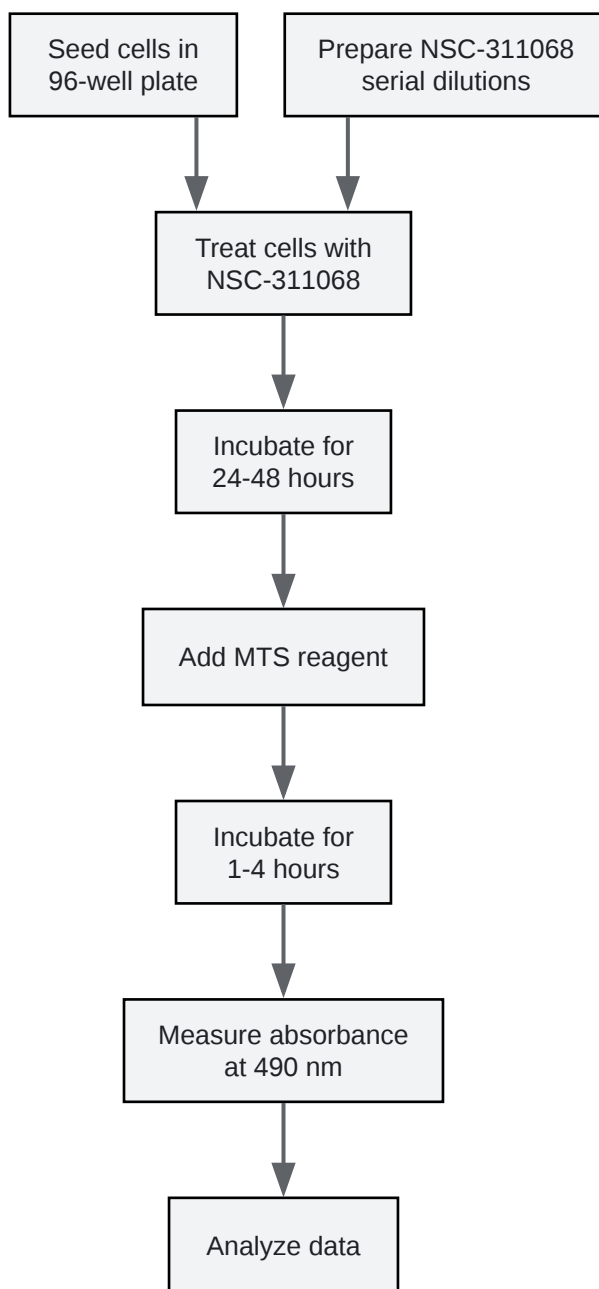 Seed cells in
96-well plate
Prepare NSC-311068
serial dilutions
Treat cells with
NSC-311068
Incubate for
24-48 hours
Add MTS reagent
Incubate for
1-4 hours
Measure absorbance
at 490 nm
Analyze data